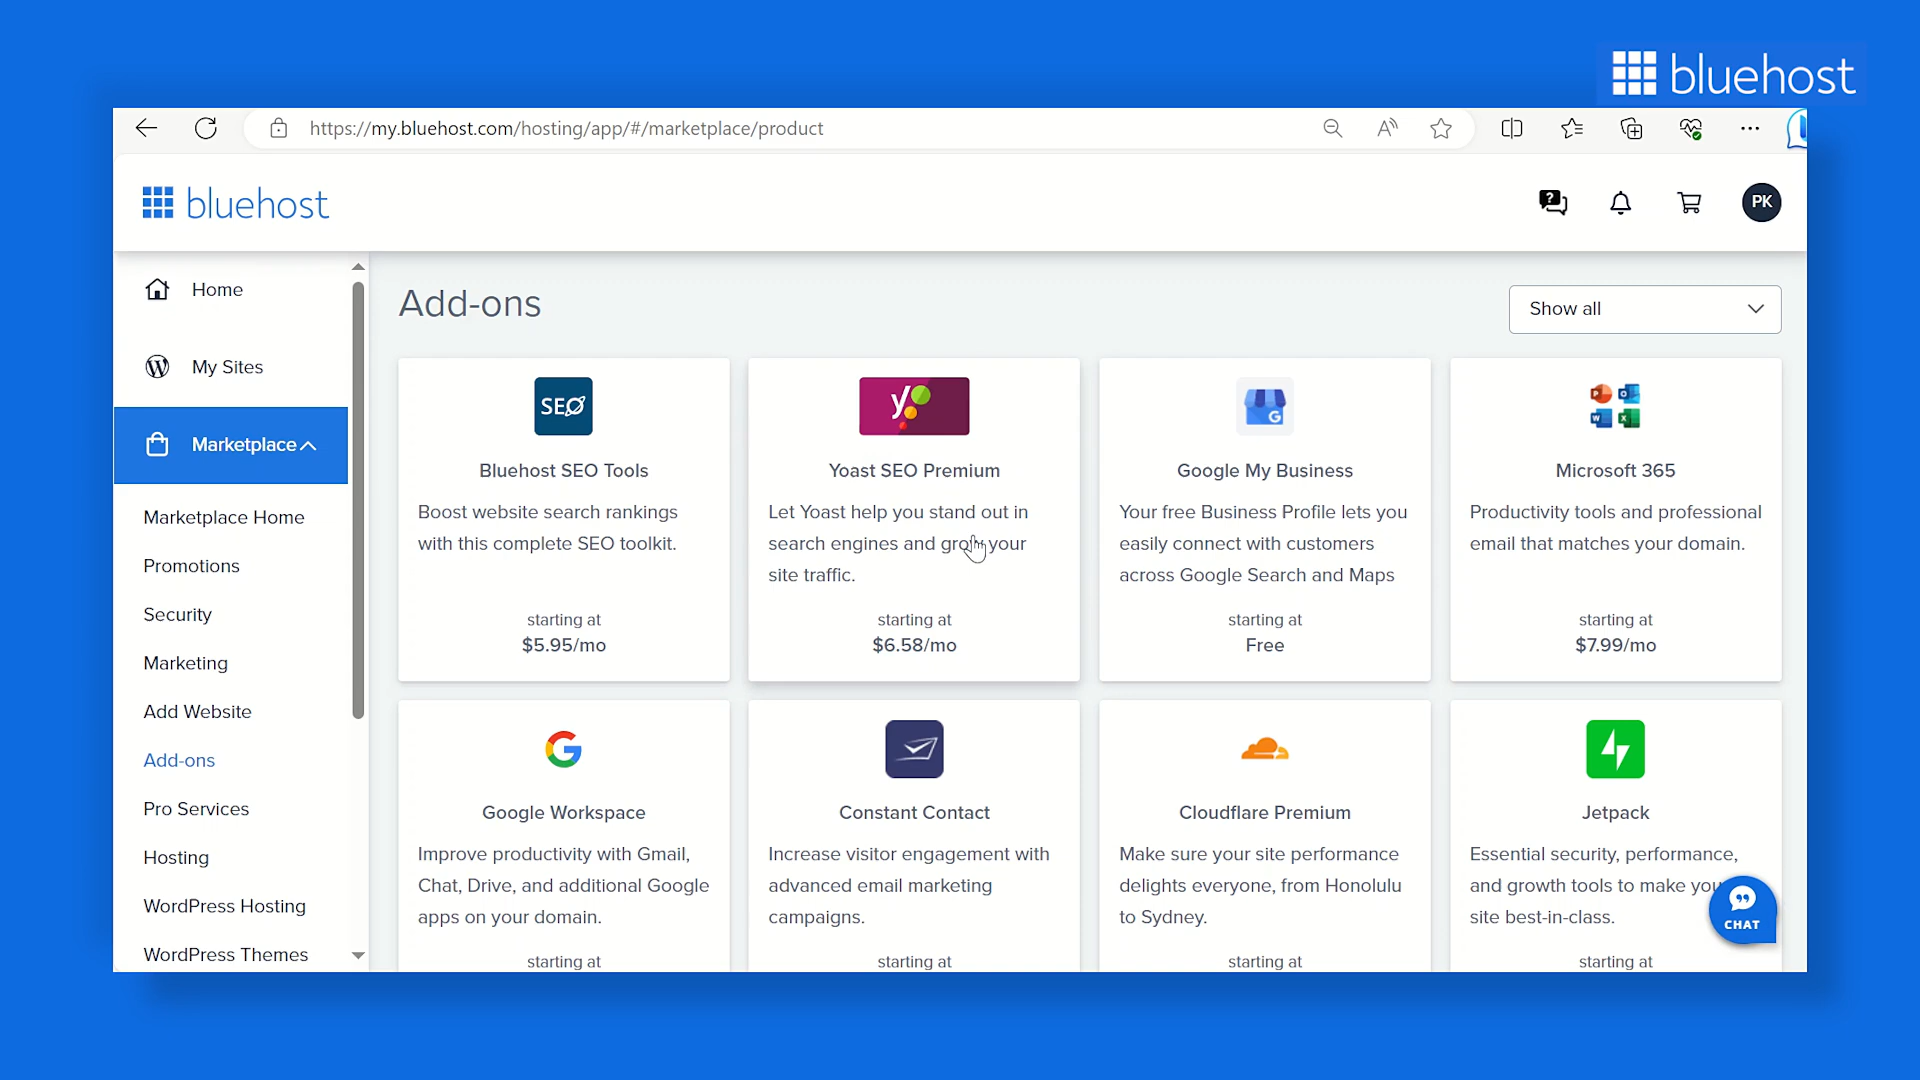 bluehost
https://my.bluehost.com/hosting/app/#/marketplace/product
bluehost
PK
Home
My Sites
Marketplace
Marketplace Home
Promotions
Security
Marketing
Add Website
Add-ons
Pro Services
Hosting
WordPress Hosting
WordPress Themes
Add-ons
Show all
SEO
Bluehost SEO Tools
Boost website search rankings
with this complete SEO toolkit.
starting at
$5.95/mo
y
Yoast SEO Premium
Let Yoast help you stand out in
search engines and grow your
site traffic.
starting at
$6.58/mo
G
Google My Business
Your free Business Profile lets you
easily connect with customers
across Google Search and Maps
starting at
Free
Microsoft 365
Productivity tools and professional
email that matches your domain.
starting at
$7.99/mo
G
Google Workspace
Improve productivity with Gmail,
Chat, Drive, and additional Google
apps on your domain.
starting at
Constant Contact
Increase visitor engagement with
advanced email marketing
campaigns.
starting at
Cloudflare Premium
Make sure your site performance
delights everyone, from Honolulu
to Sydney.
starting at
Jetpack
Essential security, performance,
and growth tools to make you
site best-in-class.
starting at
CHAT